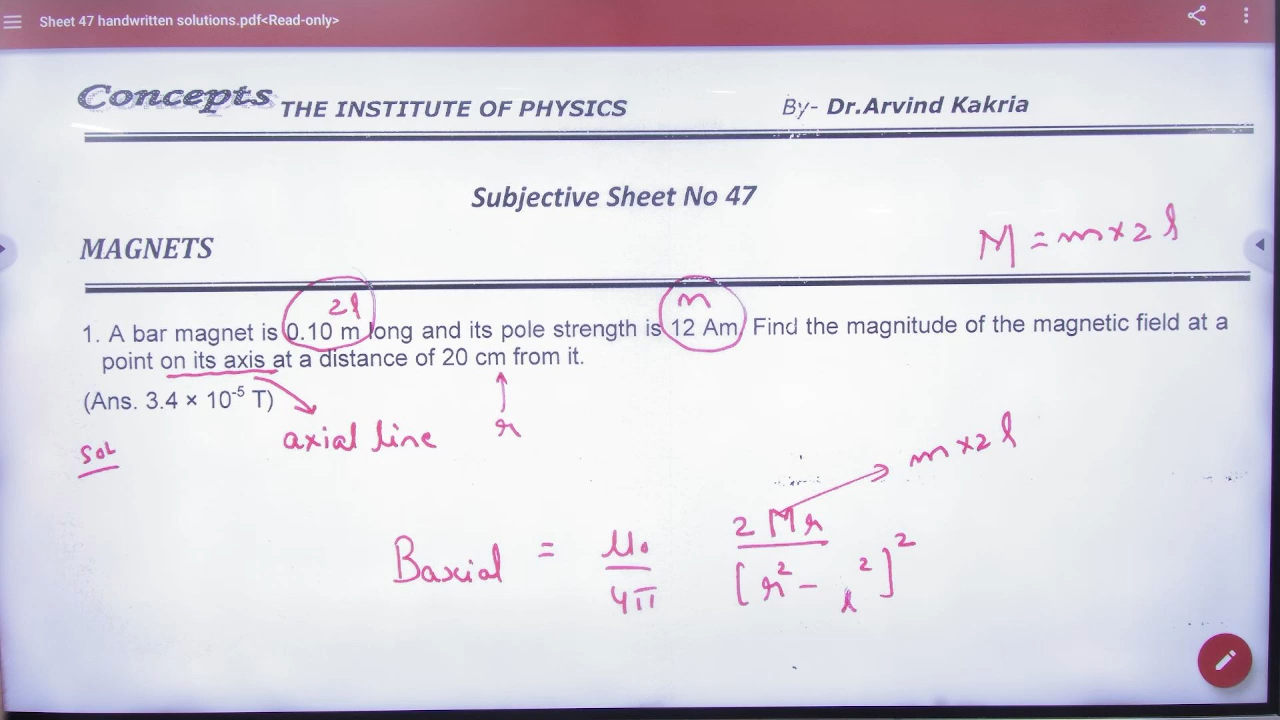 Sheet 47 handwritten solutions.pdf<Read-only>
Concepts THE INSTITUTE OF PHYSICS By- Dr.Arvind Kakria
Subjective Sheet No 47
MAGNETS
M = m×2l
2l m
1. A bar magnet is 0.10 m long and its pole strength is 12 Am. Find the magnitude of the magnetic field at a
point on its axis at a distance of 20 cm from it.
(Ans. 3.4 × 10⁻⁵ T)
axial line r
Sol
m×2l
Baxial = μ₀/4π 2Mr/[r² − l²]²